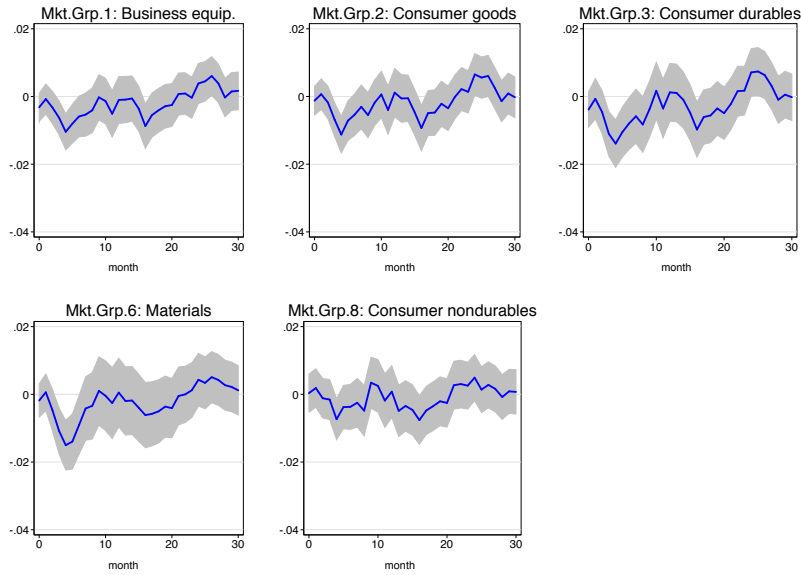 Mkt.Grp.1: Business equip.
.02
0
-.02
-.04
0 10 20 30
month
Mkt.Grp.2: Consumer goods
.02
0
-.02
-.04
0 10 20 30
month
Mkt.Grp.3: Consumer durables
.02
0
-.02
-.04
0 10 20 30
month
Mkt.Grp.6: Materials
.02
0
-.02
-.04
0 10 20 30
month
Mkt.Grp.8: Consumer nondurables
.02
0
-.02
-.04
0 10 20 30
month